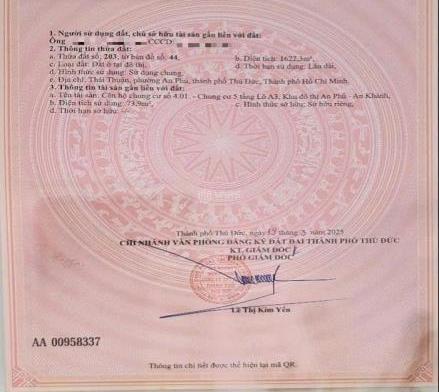 1. Người sử dụng đất, chủ sở hữu tài sản gắn liền với đất:
Ông CCCD:
2. Thông tin thửa đất:
a. Thửa đất số: 203, tờ bản đồ số: 44, b. Diện tích: 1622,3m².
c. Loại đất: Đất ở tại đô thị. d. Thời hạn sử dụng: Lâu dài.
đ. Hình thức sử dụng: Sử dụng chung.
e. Địa chỉ: Thái Thuận, phường An Phú, thành phố Thủ Đức, Thành phố Hồ Chí Minh.
3. Thông tin tài sản gắn liền với đất:
a. Tên tài sản: Căn hộ chung cư số 4.01 - Chung cư 5 tầng Lô A3, Khu đô thị An Phú - An Khánh.
b. Diện tích sử dụng: 73,9m². c. Hình thức sở hữu: Sở hữu riêng.
d. Thời hạn sở hữu: -/-
Thành phố Thủ Đức, ngày tháng 3 năm 2025
CHI NHÁNH VĂN PHÒNG ĐĂNG KÝ ĐẤT ĐAI THÀNH PHỐ THỦ ĐỨC
KT. GIÁM ĐỐC
PHÓ GIÁM ĐỐC
Lê Thị Kim Yến
AA 00958337
Thông tin chi tiết được thể hiện tại mã QR.